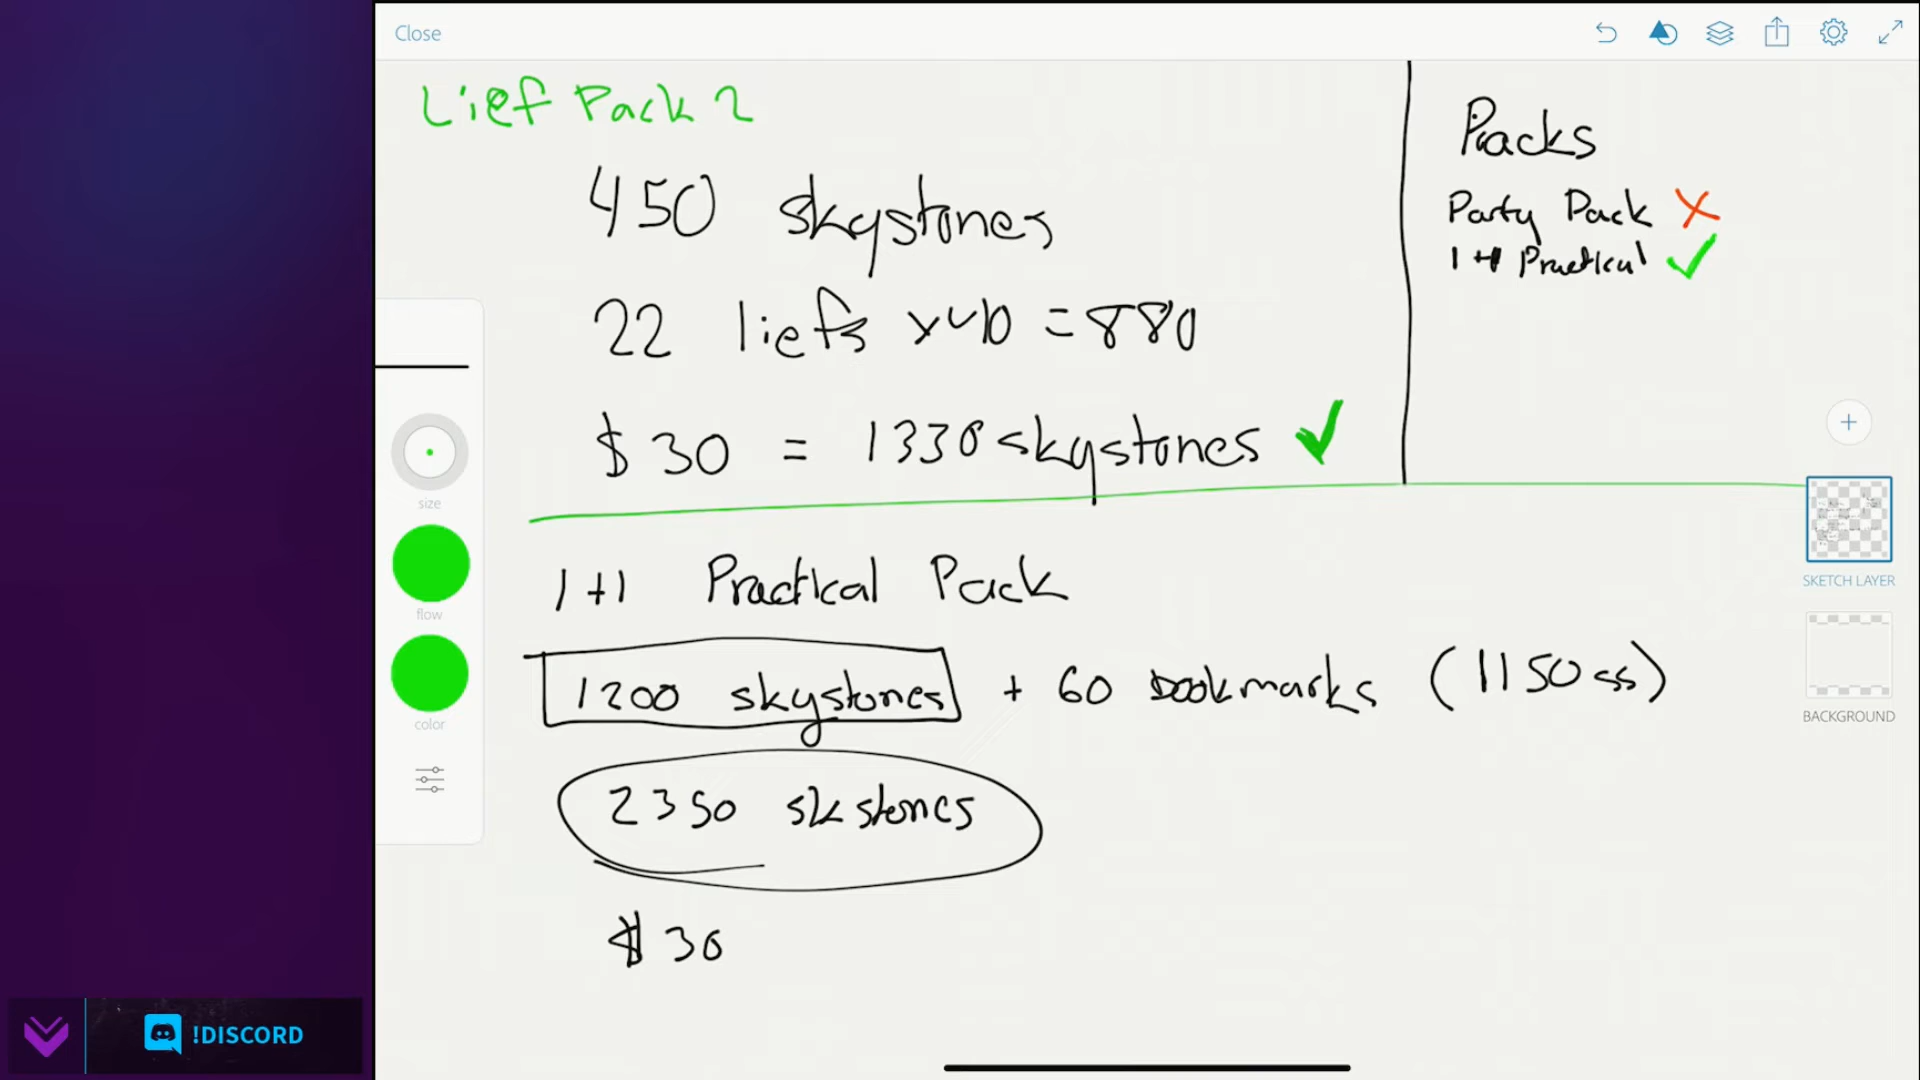 Close
Lief Pack 2
450 skystones
22 liefs x40 = 880
$30 = 1330 skystones ✓
Packs
Party Pack X
1+1 Practical ✓
size
flow
color
SKETCH LAYER
BACKGROUND
1+1 Practical Pack
1200 skystones + 60 bookmarks (1150 ss)
2350 skstones
$30
!DISCORD